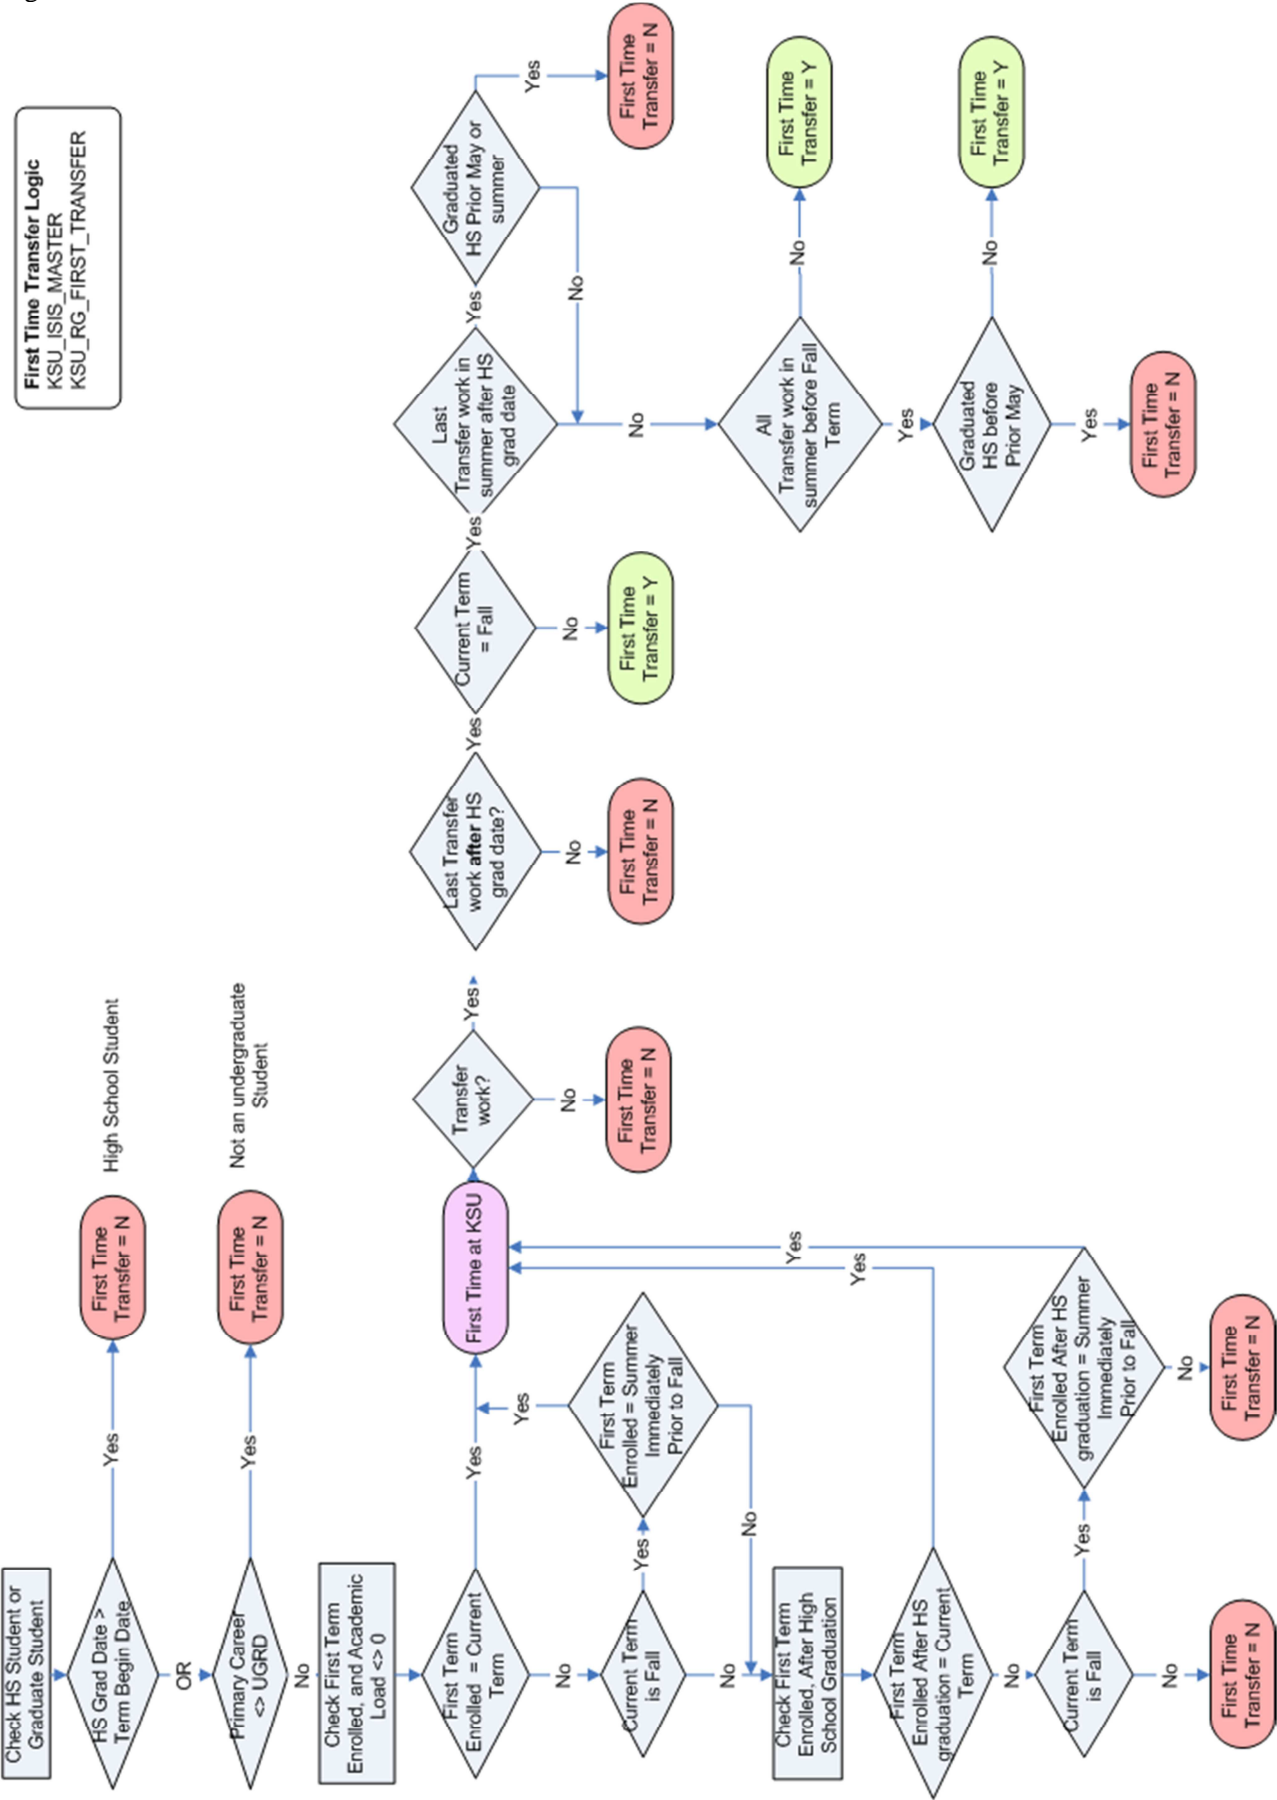 First Time Transfer Logic
KSU_ISIS_MASTER
KSU_RG_FIRST_TRANSFER
Check HS Student or
Graduate Student
HS Grad Date >
Term Begin Date
Yes
First Time
Transfer = N
High School Student
OR
Primary Career
<> UGRD
Yes
First Time
Transfer = N
Not an undergraduate
Student
No
Check First Term
Enrolled, and Academic
Load <> 0
First Term
Enrolled = Current
Term
Yes
First Time at KSU
No
Current Term
is Fall
Yes
First Term
Enrolled = Summer
Immediately
Prior to Fall
Yes
No
No
Check First Term
Enrolled, After High
School Graduation
First Term
Enrolled After HS
graduation = Current
Term
Yes
No
Current Term
is Fall
Yes
First Term
Enrolled After HS
graduation = Summer
Immediately
Prior to Fall
Yes
No
First Time
Transfer = N
No
First Time
Transfer = N
Transfer
work?
No
First Time
Transfer = N
Yes
Last Transfer
work after HS
grad date?
No
First Time
Transfer = N
Yes
Current Term
= Fall
No
First Time
Transfer = Y
Yes
Last
Transfer work in
summer after HS
grad date
Yes
Graduated
HS Prior May or
summer
Yes
First Time
Transfer = N
No
No
All
Transfer work in
summer before Fall
Term
No
First Time
Transfer = Y
Yes
Graduated
HS before
Prior May
No
First Time
Transfer = Y
Yes
First Time
Transfer = N